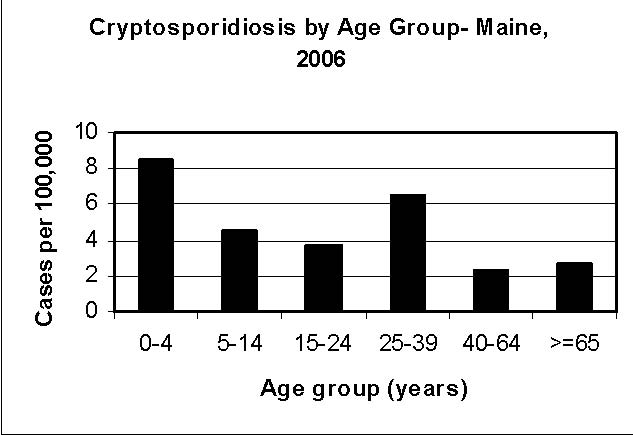 Cryptosporidiosis by Age Group- Maine,
2006
Cases per 100,000
10
8
6
4
2
0
0-4 5-14 15-24 25-39 40-64 >=65
Age group (years)